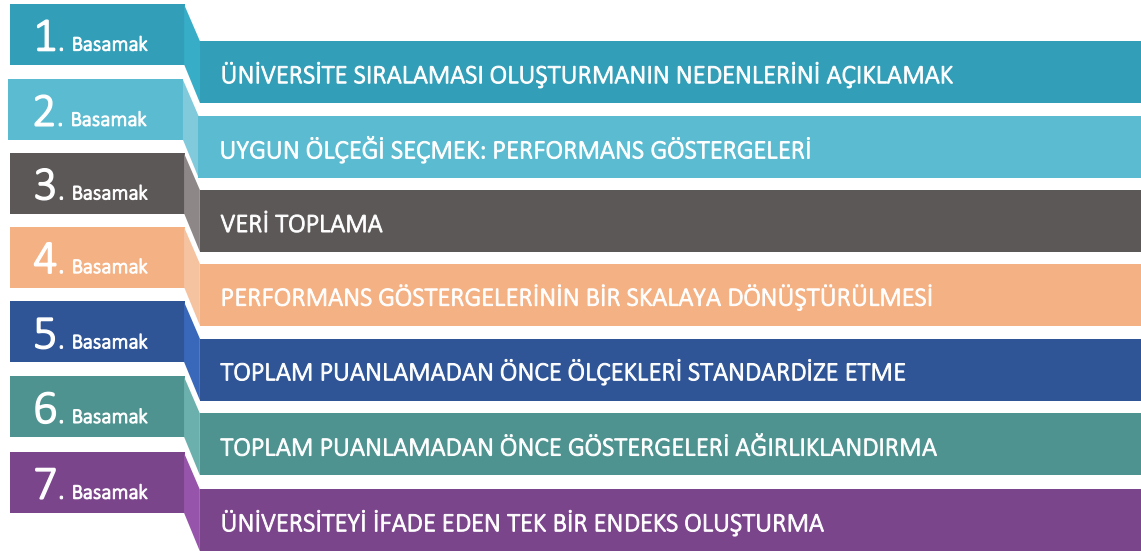 1. Basamak
ÜNİVERSİTE SIRALAMASI OLUŞTURMANIN NEDENLERİNİ AÇIKLAMAK
2. Basamak
UYGUN ÖLÇEĞİ SEÇMEK: PERFORMANS GÖSTERGELERİ
3. Basamak
VERİ TOPLAMA
4. Basamak
PERFORMANS GÖSTERGELERİNİN BİR SKALAYA DÖNÜŞTÜRÜLMESİ
5. Basamak
TOPLAM PUANLAMADAN ÖNCE ÖLÇEKLERİ STANDARDİZE ETME
6. Basamak
TOPLAM PUANLAMADAN ÖNCE GÖSTERGELERİ AĞIRLIKLANDIRMA
7. Basamak
ÜNİVERSİTEYİ İFADE EDEN TEK BİR ENDEKS OLUŞTURMA